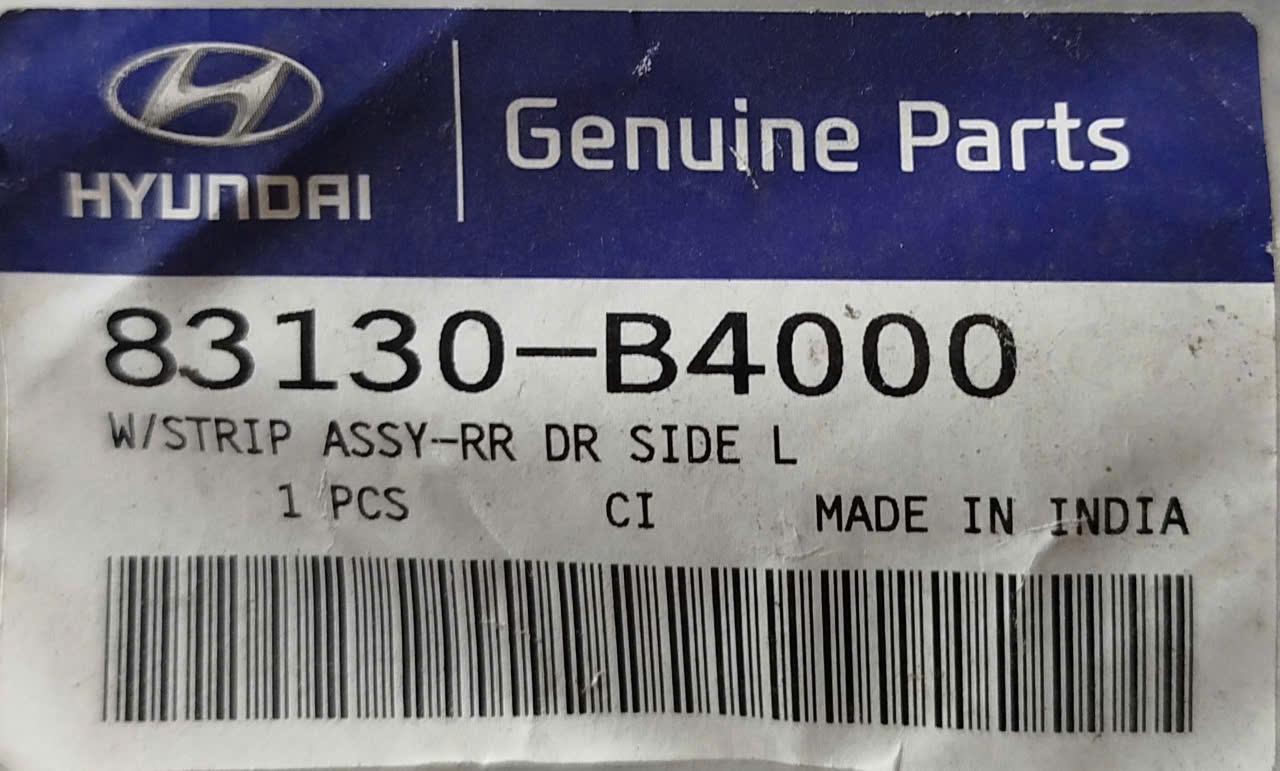 HYUNDAI
Genuine Parts
83130-B4000
W/STRIP ASSY-RR DR SIDE L
1 PCS CI MADE IN INDIA